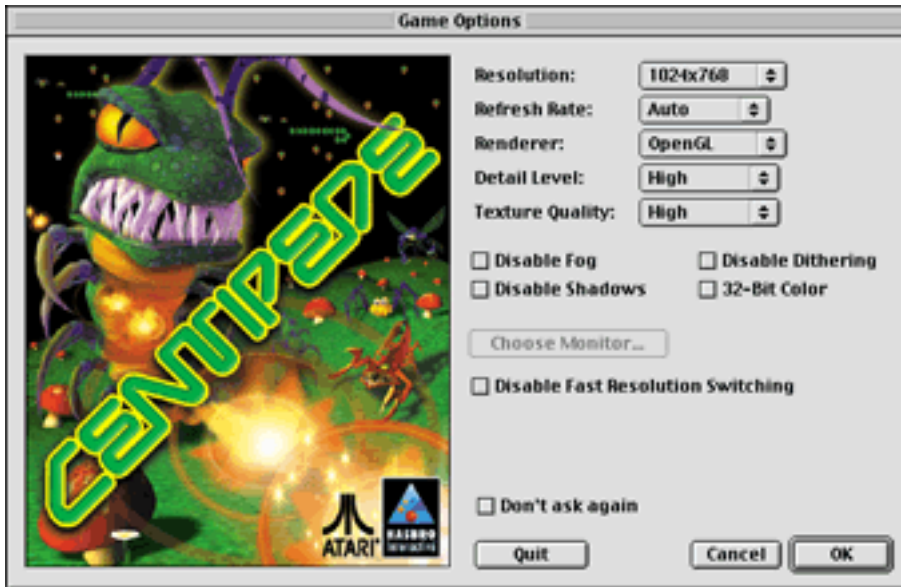 Game Options
CENTIPEDE
ATARI
HASBRO
Interactive
Resolution: 1024x768
Refresh Rate: Auto
Renderer: OpenGL
Detail Level: High
Texture Quality: High
Disable Fog Disable Dithering
Disable Shadows 32-Bit Color
Choose Monitor...
Disable Fast Resolution Switching
Don't ask again
Quit Cancel OK